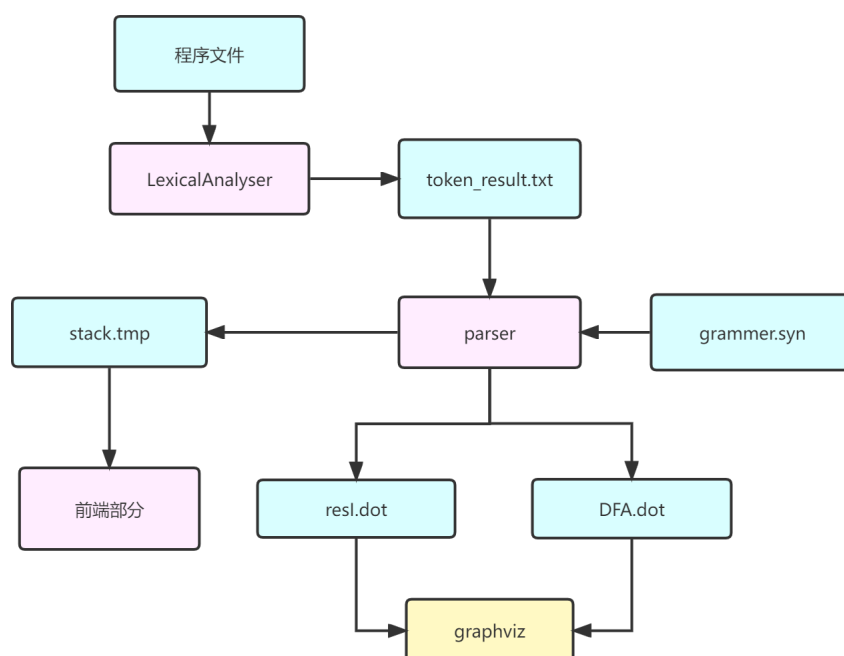 程序文件
LexicalAnalyser
token_result.txt
stack.tmp
parser
grammer.syn
前端部分
resl.dot
DFA.dot
graphviz